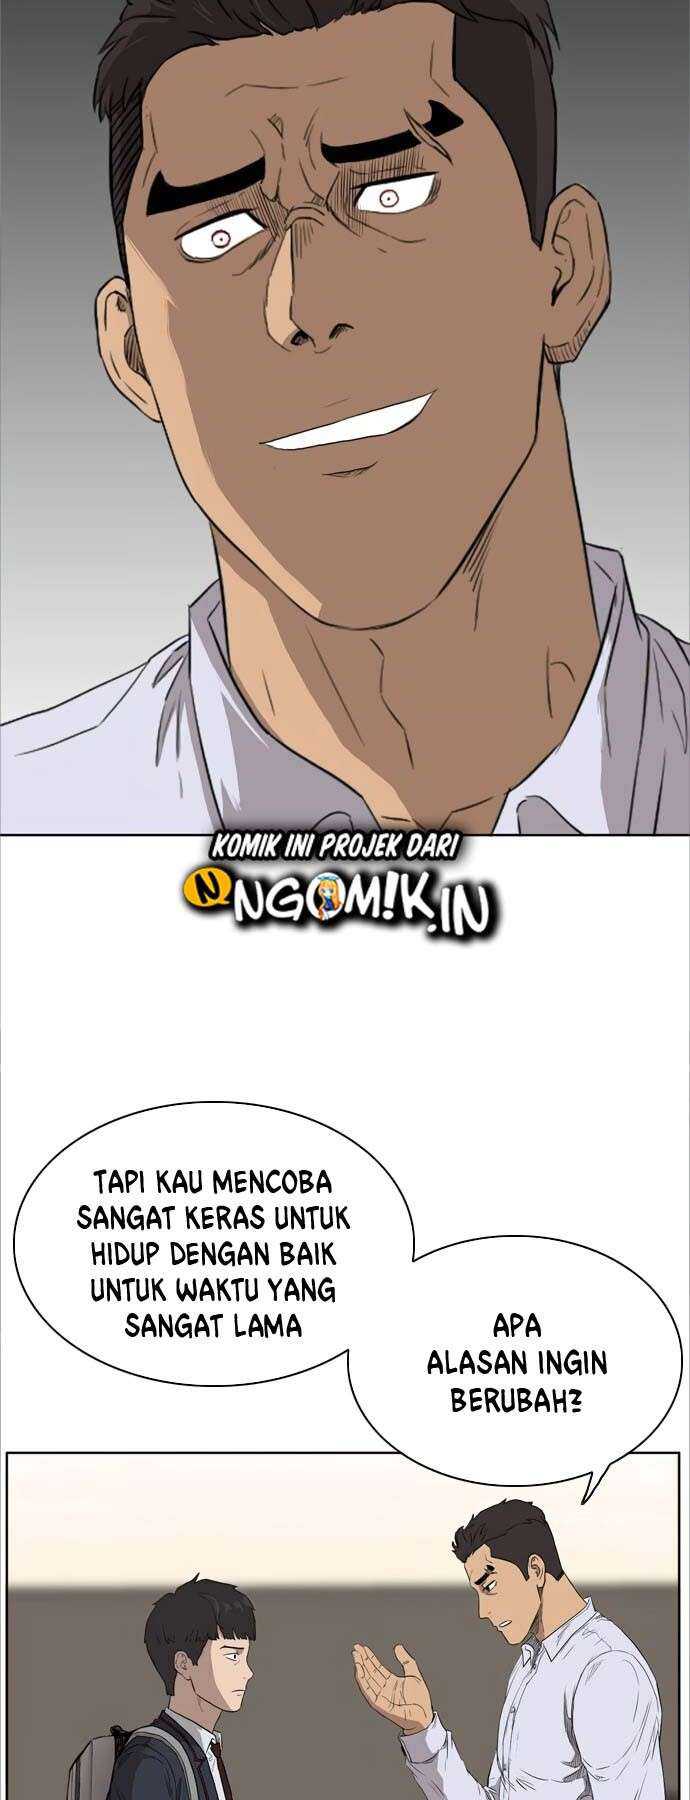 KOMIK INI PROJEK DARI
N NGOM!K.IN
TAPI KAU MENCOBA
SANGAT KERAS UNTUK
HIDUP DENGAN BAIK
UNTUK WAKTU YANG
SANGAT LAMA
APA
ALASAN INGIN
BERUBAH?